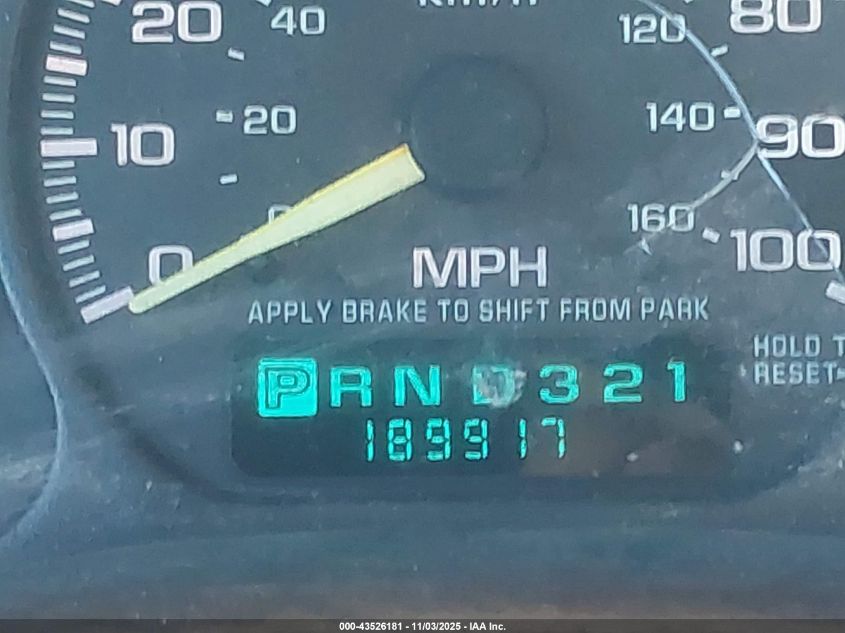 km/h
20 40 120 80
10 20 140 90
0 0 160 100
MPH
APPLY BRAKE TO SHIFT FROM PARK
HOLD T
RESET
P R N D 3 2 1
189917
000-43526181 - 11/03/2025 - IAA Inc.